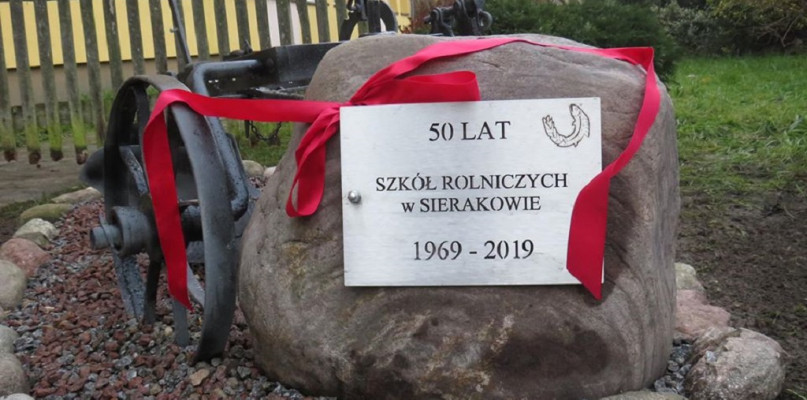 50 LAT
SZKÓŁ ROLNICZYCH
w SIERAKOWIE
1969 - 2019